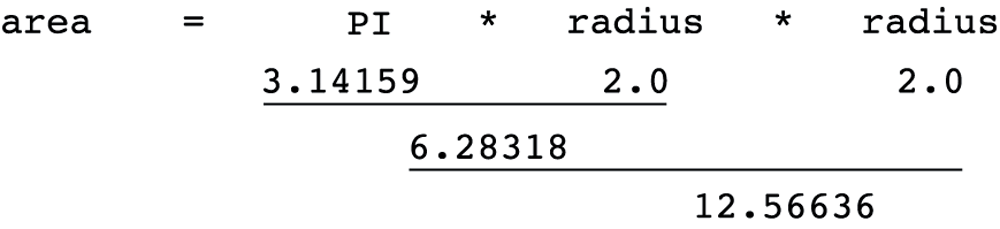 area = PI * radius * radius
3.14159 2.0 2.0
6.28318
12.56636